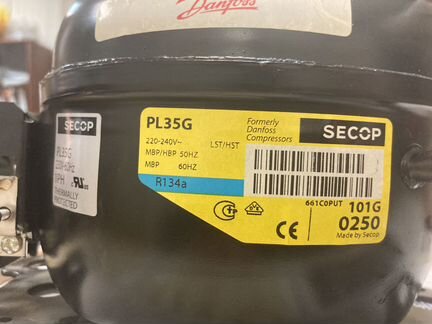 Danfoss
SECOP
PL35G
1PH
THERMALLY
PROTECTED
PL35G
220-240V~ LST/HST
MBP/HBP 50HZ
MBP 60HZ
R134a
Formerly
Danfoss
Compressors
SECOP
661C0PUT 101G
0250
CE
Made by Secop